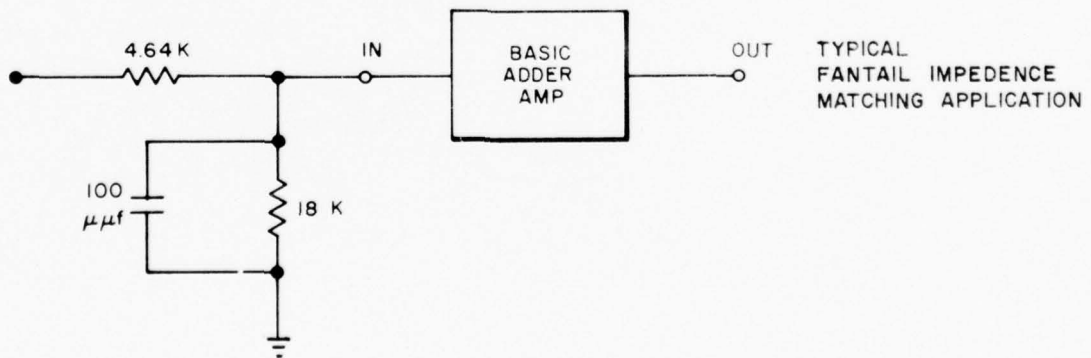 4.64K
IN
BASIC
ADDER
AMP
OUT
TYPICAL
FANTAIL IMPEDENCE
MATCHING APPLICATION
100
μμf
18 K